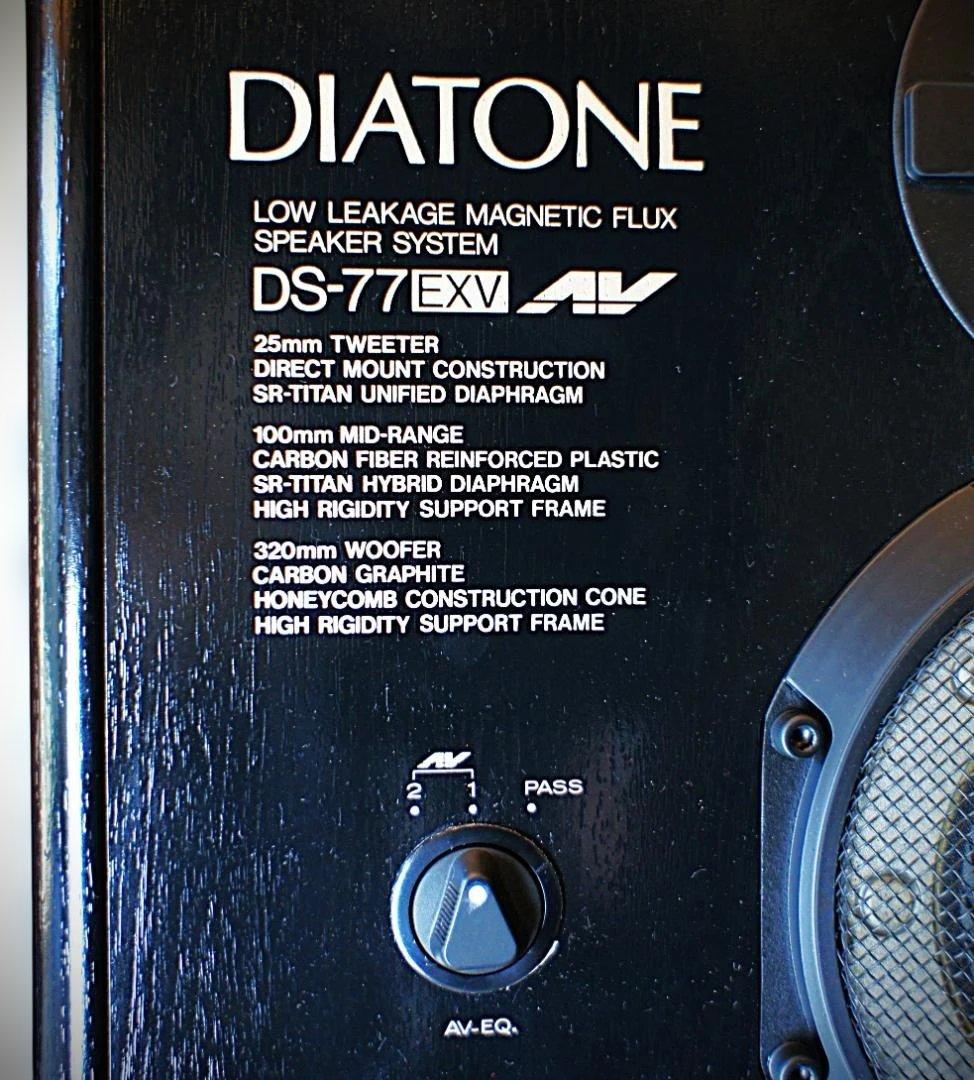 DIATONE
LOW LEAKAGE MAGNETIC FLUX
SPEAKER SYSTEM
DS-77 EXV AV
25mm TWEETER
DIRECT MOUNT CONSTRUCTION
SR-TITAN UNIFIED DIAPHRAGM
100mm MID-RANGE
CARBON FIBER REINFORCED PLASTIC
SR-TITAN HYBRID DIAPHRAGM
HIGH RIGIDITY SUPPORT FRAME
320mm WOOFER
CARBON GRAPHITE
HONEYCOMB CONSTRUCTION CONE
HIGH RIGIDITY SUPPORT FRAME
AV
2 1 PASS
AV-EQ.